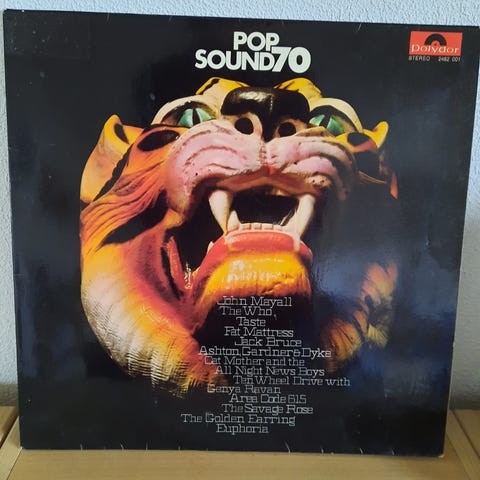 POP
SOUND70
Polydor
STEREO 2482 001
John Mayall
The Who
Taste
Fat Mattress
Jack Bruce
Ashton, Gardner & Dyke
Cat Mother and the
All Night News Boys
Ten Wheel Drive with
Genya Ravan
Area Code 615
The Savage Rose
The Golden Earring
Euphoria